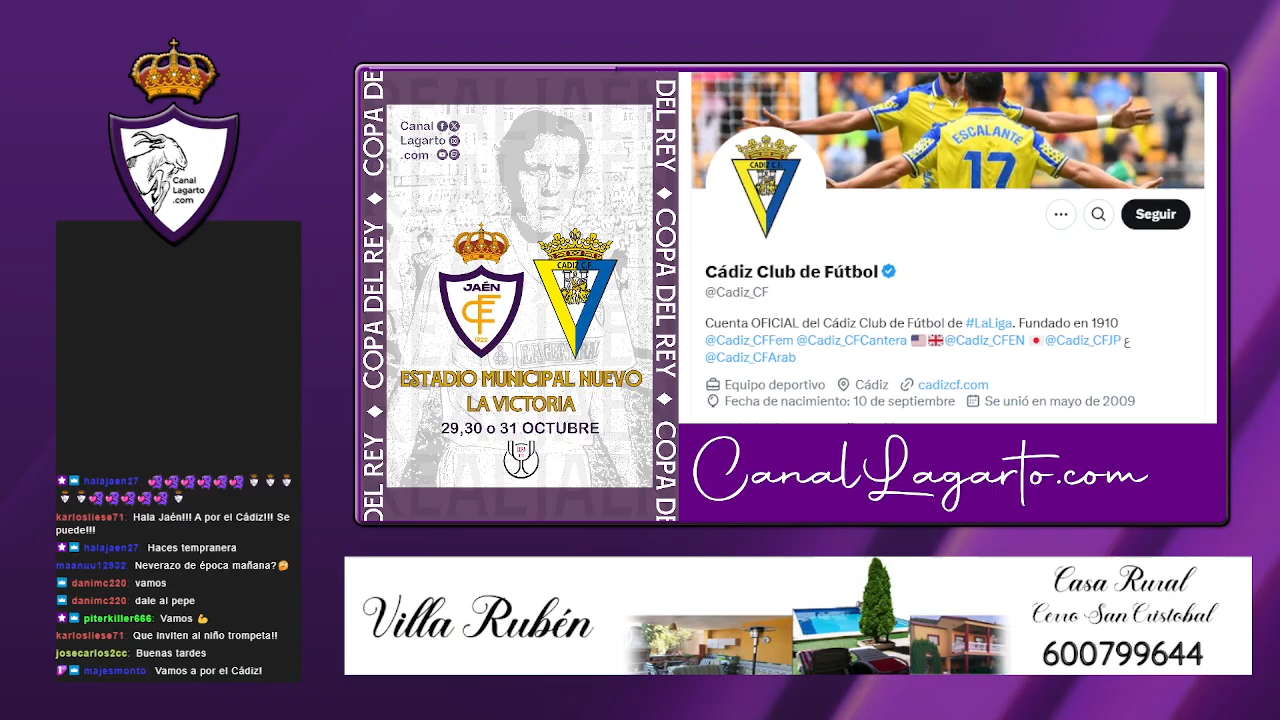 Canal
Lagarto
.com
halajaen27:
karlosliese71: Hala Jaén!!! A por el Cádiz!!! Se
puede!!!
halajaen27: Haces tempranera
maanuu12932: Neverazo de época mañana?🤔
danimc220: vamos
danimc220: dale al pepe
piterkiller666: Vamos 💪
karlosliese71: Que inviten al niño trompeta!!
josecarlos2cc: Buenas tardes
majesmonto: Vamos a por el Cádiz!
DEL REY ♦ COPA DEL REY ♦ COPA DE
Canal
Lagarto
.com
JAÉN
CF
1922
CADIZ C.F.
ESTADIO MUNICIPAL NUEVO
LA VICTORIA
29,30 o 31 OCTUBRE
DEL REY ♦ COPA DEL REY ♦ COPA DE
ESCALANTE
17
CADIZ C.F.
Seguir
Cádiz Club de Fútbol
@Cadiz_CF
Cuenta OFICIAL del Cádiz Club de Fútbol de #LaLiga. Fundado en 1910
@Cadiz_CFFem @Cadiz_CFCantera 🇺🇸🇬🇧@Cadiz_CFEN 🇯🇵 @Cadiz_CFJP ع
@Cadiz_CFArab
Equipo deportivo Cádiz cadizcf.com
Fecha de nacimiento: 10 de septiembre Se unió en mayo de 2009
CanalLagarto.com
Villa Rubén
Casa Rural
Cerro San Cristobal
600799644